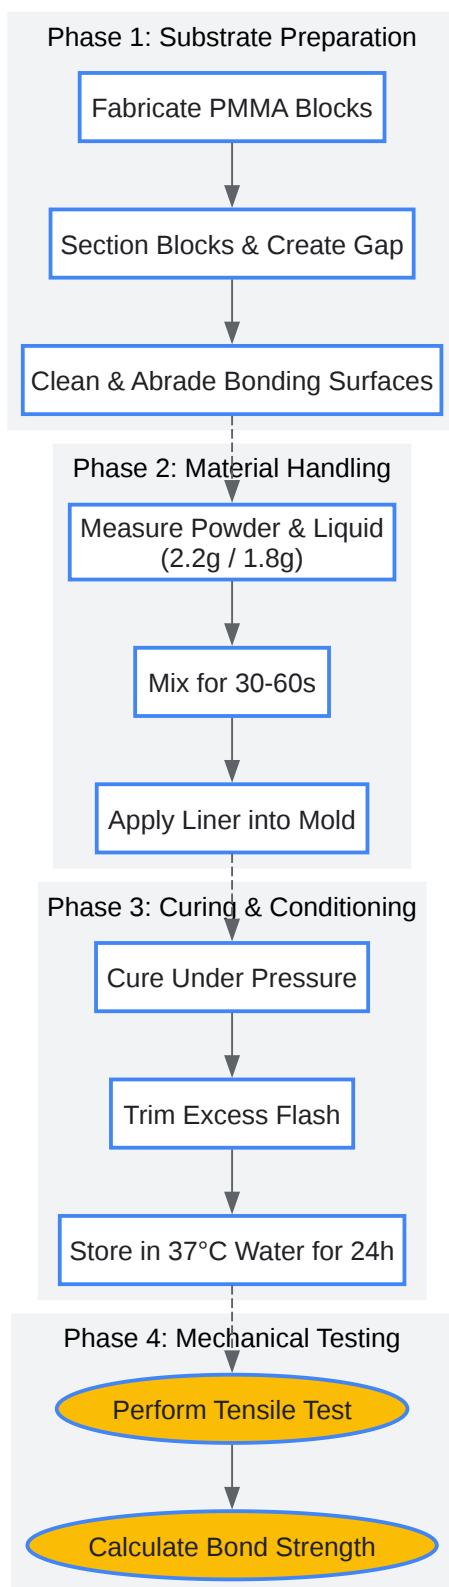 Phase 1: Substrate Preparation
Fabricate PMMA Blocks
Section Blocks & Create Gap
Clean & Abrade Bonding Surfaces
Phase 2: Material Handling
Measure Powder & Liquid
(2.2g / 1.8g)
Mix for 30-60s
Apply Liner into Mold
Phase 3: Curing & Conditioning
Cure Under Pressure
Trim Excess Flash
Store in 37°C Water for 24h
Phase 4: Mechanical Testing
Perform Tensile Test
Calculate Bond Strength